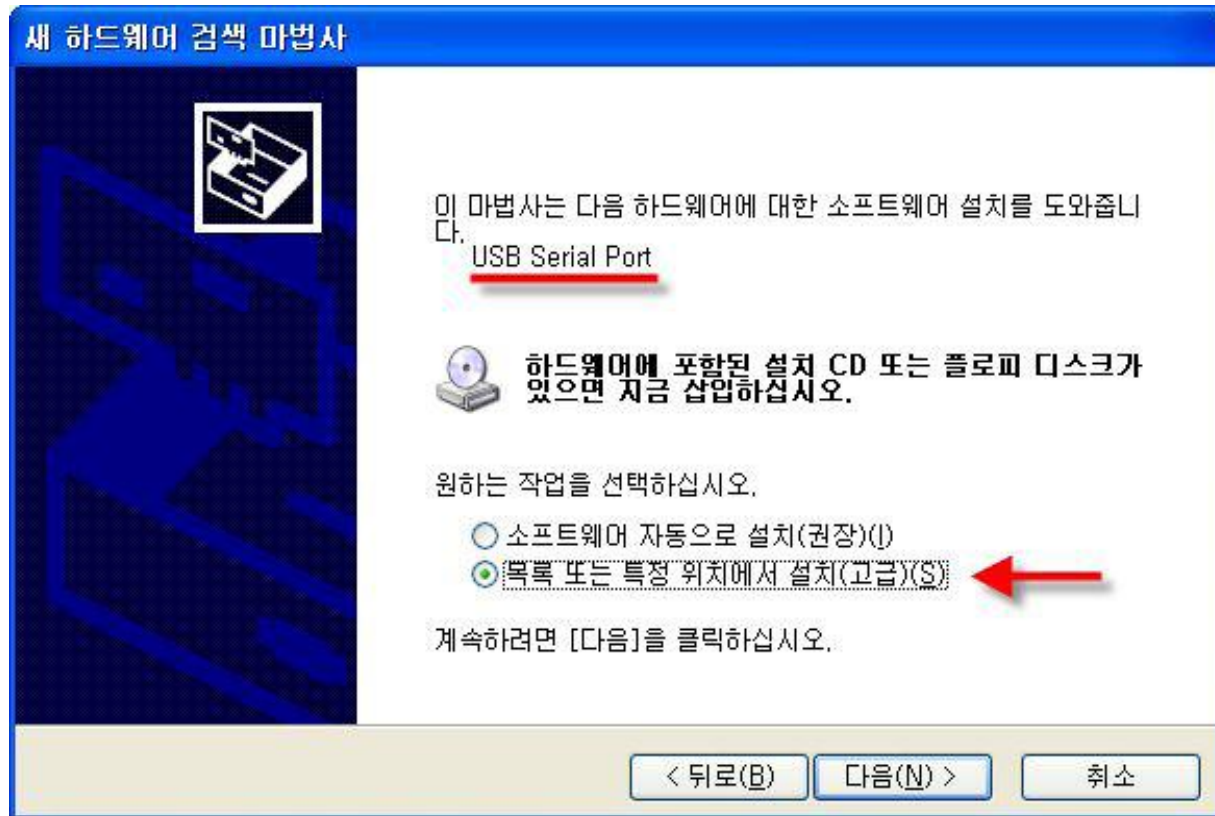 새 하드웨어 검색 마법사
이 마법사는 다음 하드웨어에 대한 소프트웨어 설치를 도와줍니
다.
USB Serial Port
하드웨어에 포함된 설치 CD 또는 플로피 디스크가
있으면 지금 삽입하십시오.
원하는 작업을 선택하십시오.
소프트웨어 자동으로 설치(권장)(I)
목록 또는 특정 위치에서 설치(고급)(S)
계속하려면 [다음]을 클릭하십시오.
< 뒤로(B) 다음(N) > 취소